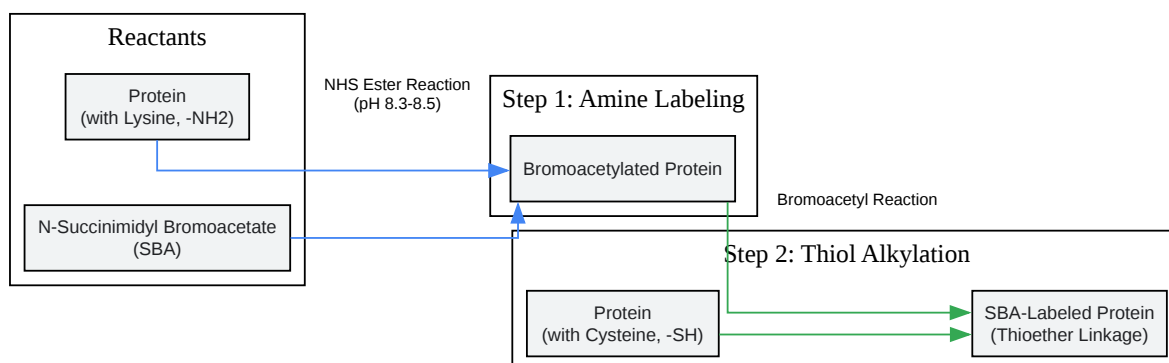 Reactants
Protein
(with Lysine, -NH2)
N-Succinimidyl Bromoacetate
(SBA)
NHS Ester Reaction
(pH 8.3-8.5)
Step 1: Amine Labeling
Bromoacetylated Protein
Bromoacetyl Reaction
Step 2: Thiol Alkylation
Protein
(with Cysteine, -SH)
SBA-Labeled Protein
(Thioether Linkage)